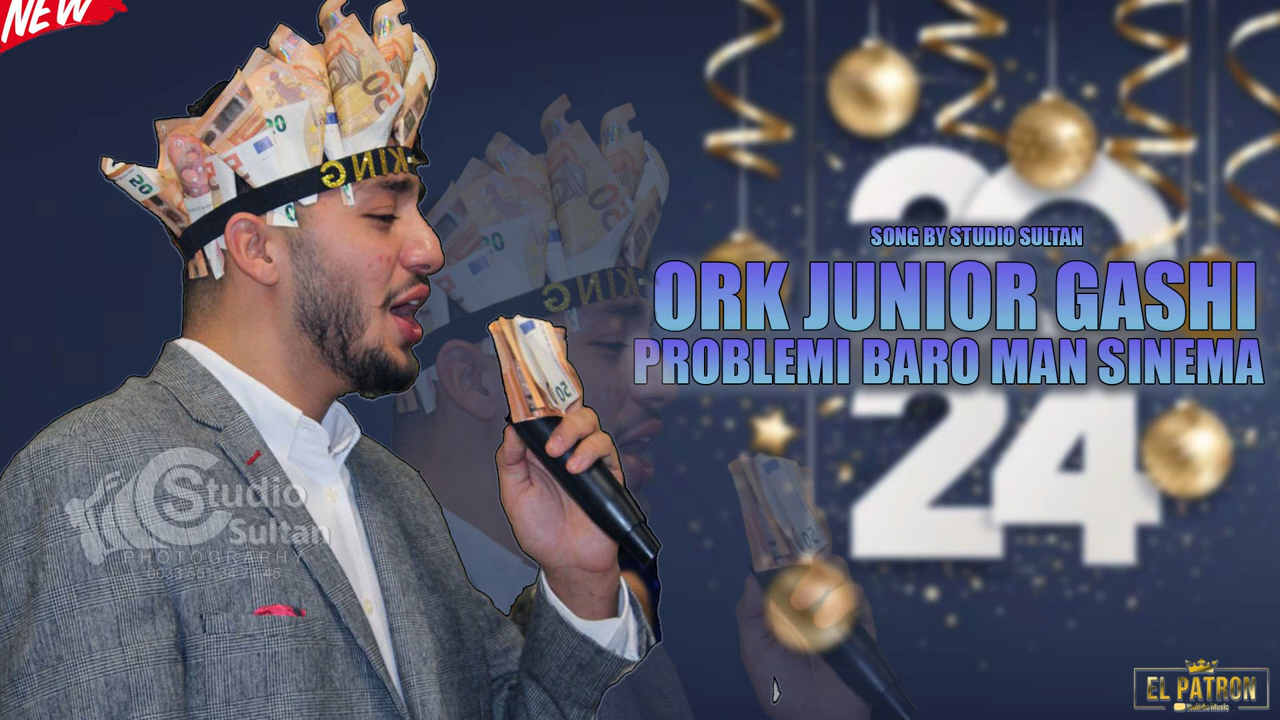 NEW
KING
SONG BY STUDIO SULTAN
ORK JUNIOR GASHI
PROBLEMI BARO MAN SINEMA
2024
Studio
Sultan
PHOTOGRAPHY
EL PATRON
Music